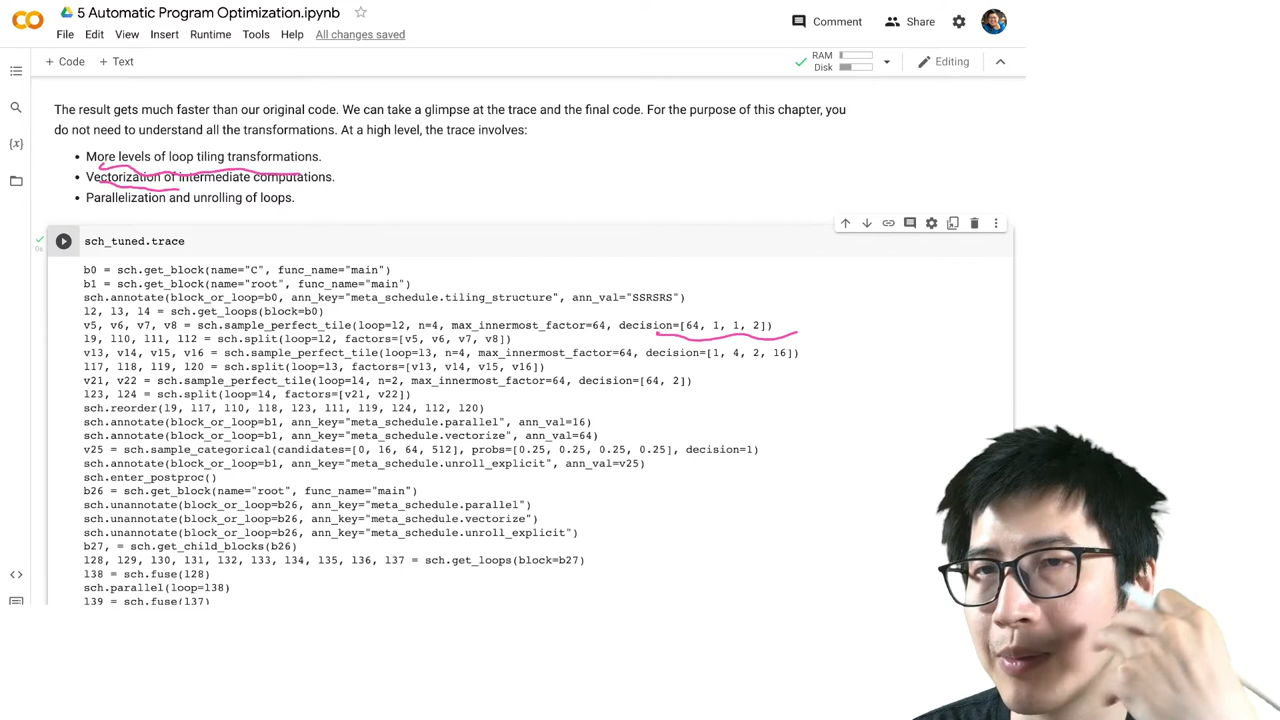 5 Automatic Program Optimization.ipynb
File Edit View Insert Runtime Tools Help All changes saved
Comment Share
+ Code + Text
RAM
Disk
Editing
The result gets much faster than our original code. We can take a glimpse at the trace and the final code. For the purpose of this chapter, you
do not need to understand all the transformations. At a high level, the trace involves:
• More levels of loop tiling transformations.
• Vectorization of intermediate computations.
• Parallelization and unrolling of loops.
{x}
0s
sch_tuned.trace
b0 = sch.get_block(name="C", func_name="main")
b1 = sch.get_block(name="root", func_name="main")
sch.annotate(block_or_loop=b0, ann_key="meta_schedule.tiling_structure", ann_val="SSRSRS")
l2, l3, l4 = sch.get_loops(block=b0)
v5, v6, v7, v8 = sch.sample_perfect_tile(loop=l2, n=4, max_innermost_factor=64, decision=[64, 1, 1, 2])
l9, l10, l11, l12 = sch.split(loop=l2, factors=[v5, v6, v7, v8])
v13, v14, v15, v16 = sch.sample_perfect_tile(loop=l3, n=4, max_innermost_factor=64, decision=[1, 4, 2, 16])
l17, l18, l19, l20 = sch.split(loop=l3, factors=[v13, v14, v15, v16])
v21, v22 = sch.sample_perfect_tile(loop=l4, n=2, max_innermost_factor=64, decision=[64, 2])
l23, l24 = sch.split(loop=l4, factors=[v21, v22])
sch.reorder(l9, l17, l10, l18, l23, l11, l19, l24, l12, l20)
sch.annotate(block_or_loop=b1, ann_key="meta_schedule.parallel", ann_val=16)
sch.annotate(block_or_loop=b1, ann_key="meta_schedule.vectorize", ann_val=64)
v25 = sch.sample_categorical(candidates=[0, 16, 64, 512], probs=[0.25, 0.25, 0.25, 0.25], decision=1)
sch.annotate(block_or_loop=b1, ann_key="meta_schedule.unroll_explicit", ann_val=v25)
sch.enter_postproc()
b26 = sch.get_block(name="root", func_name="main")
sch.unannotate(block_or_loop=b26, ann_key="meta_schedule.parallel")
sch.unannotate(block_or_loop=b26, ann_key="meta_schedule.vectorize")
sch.unannotate(block_or_loop=b26, ann_key="meta_schedule.unroll_explicit")
b27, = sch.get_child_blocks(b26)
l28, l29, l30, l31, l32, l33, l34, l35, l36, l37 = sch.get_loops(block=b27)
l38 = sch.fuse(l28)
sch.parallel(loop=l38)
l39 = sch.fuse(l37)